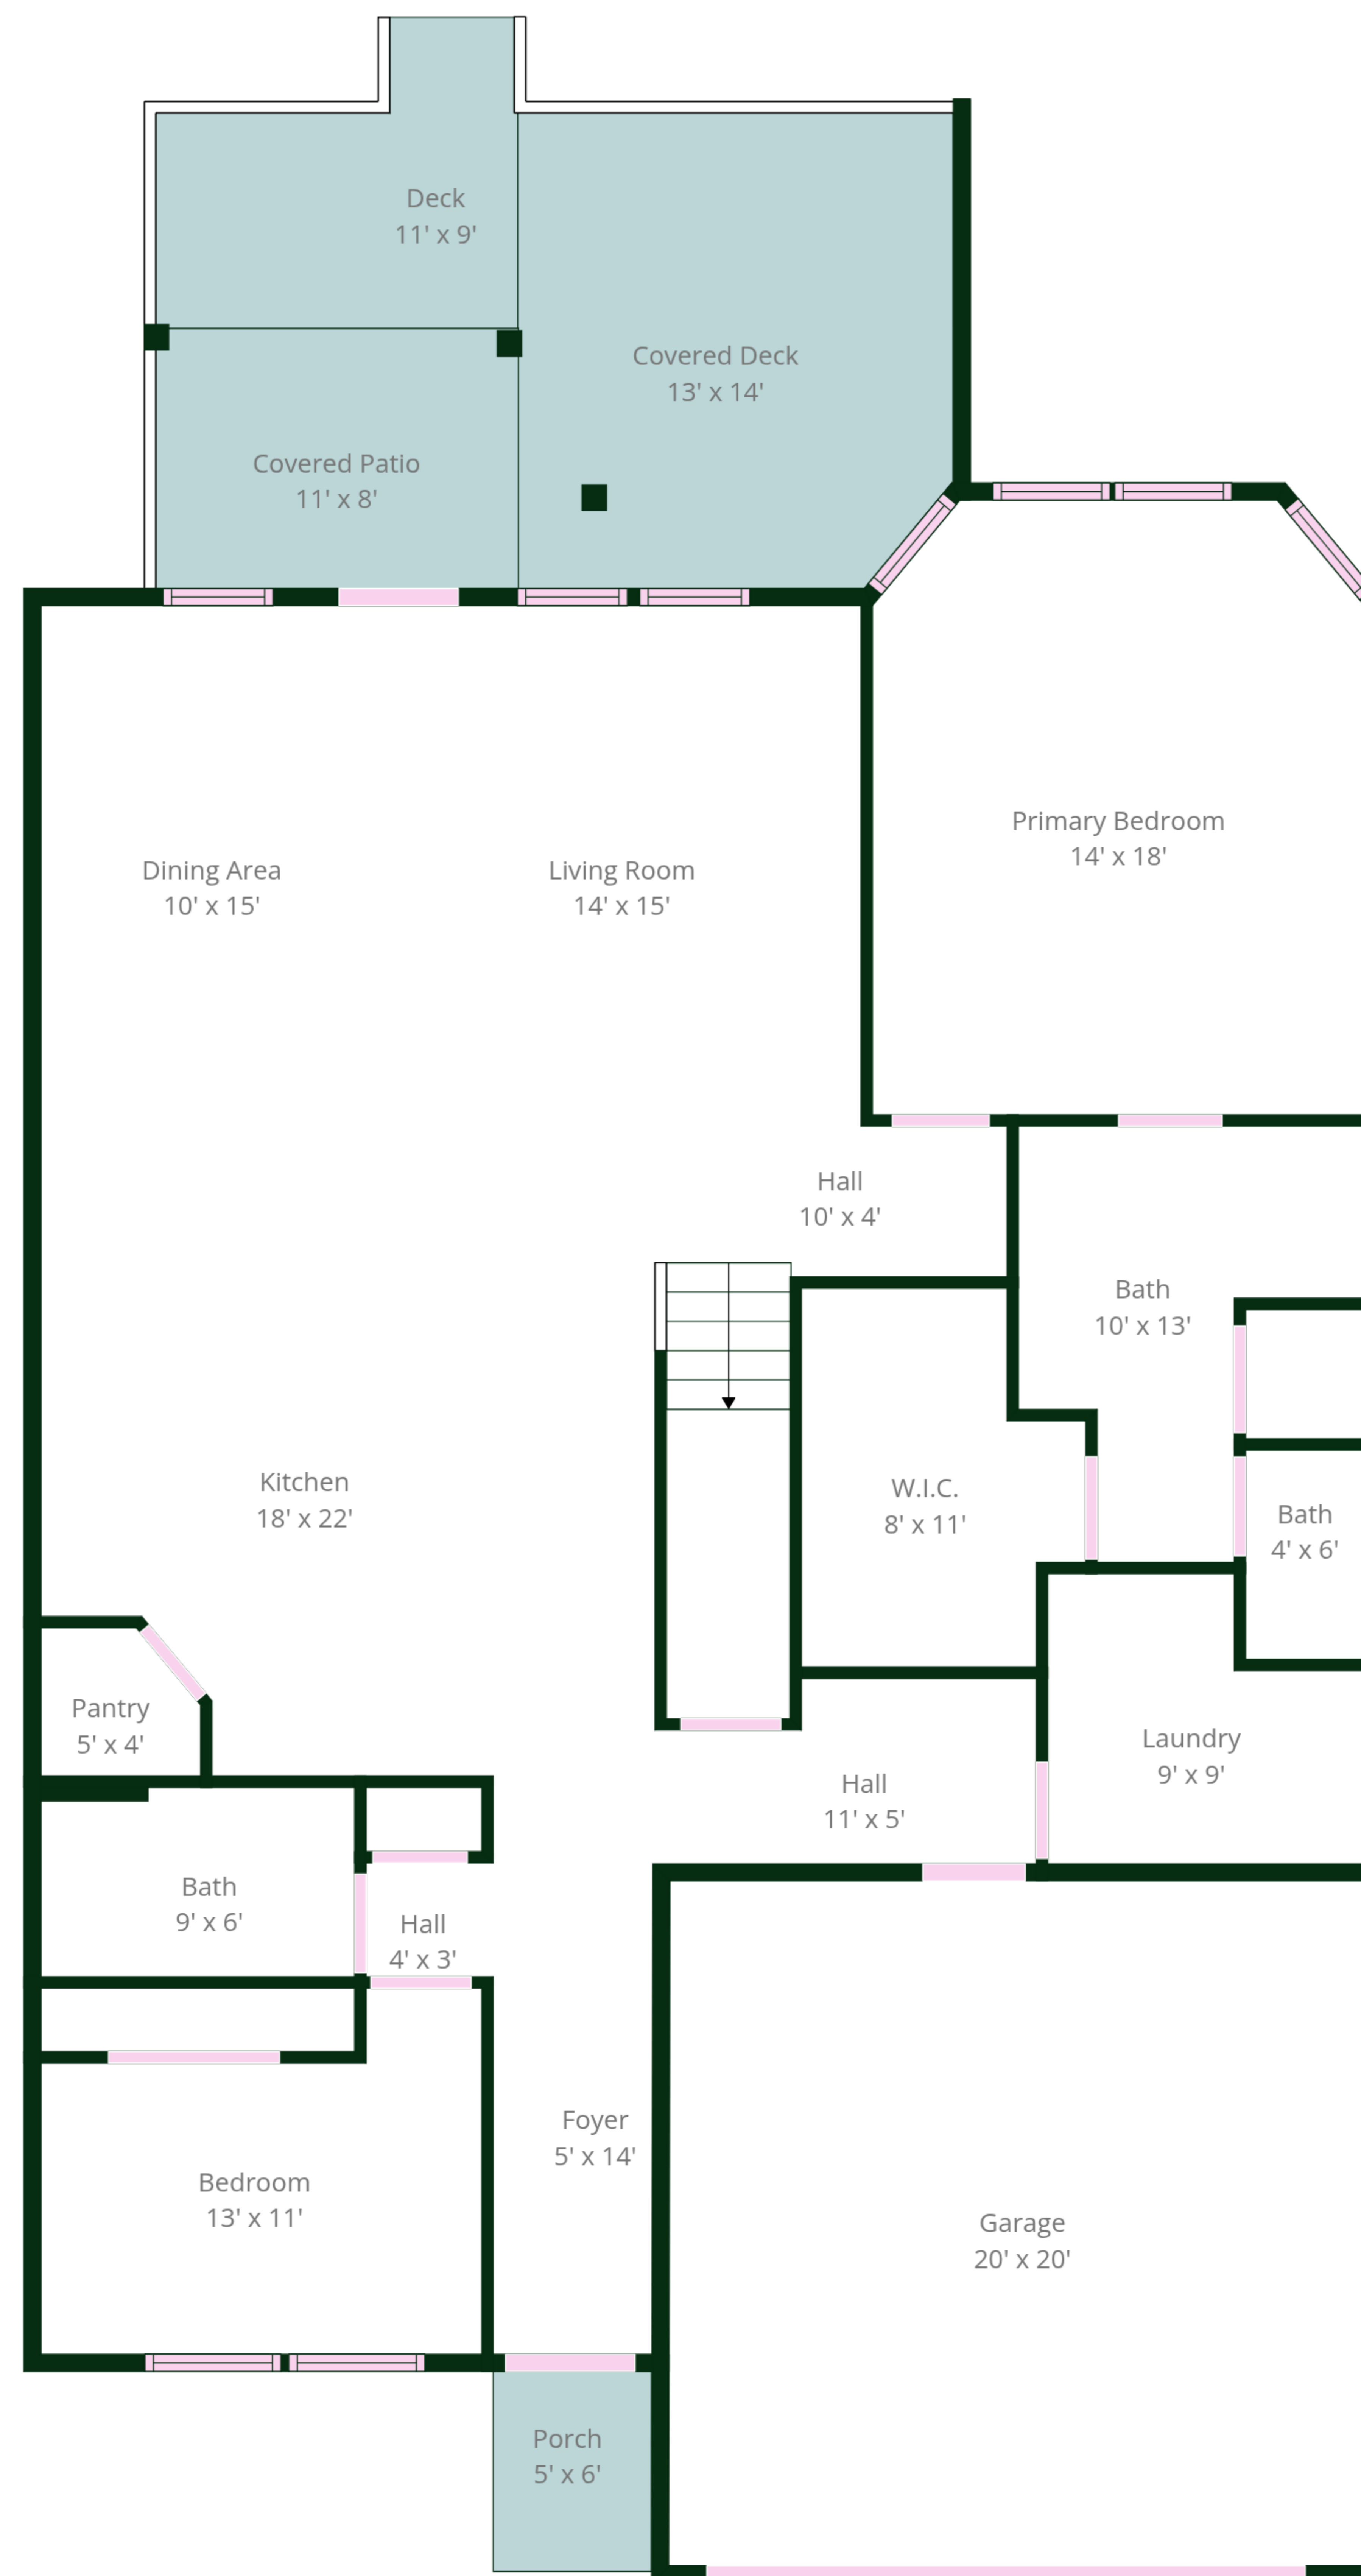 Deck
11' x 9'
Covered Deck
13' x 14'
Covered Patio
11' x 8'
Primary Bedroom
14' x 18'
Dining Area
10' x 15'
Living Room
14' x 15'
Hall
10' x 4'
Bath
10' x 13'
Kitchen
18' x 22'
W.I.C.
8' x 11'
Bath
4' x 6'
Pantry
5' x 4'
Laundry
9' x 9'
Hall
11' x 5'
Bath
9' x 6'
Hall
4' x 3'
Foyer
5' x 14'
Bedroom
13' x 11'
Garage
20' x 20'
Porch
5' x 6'